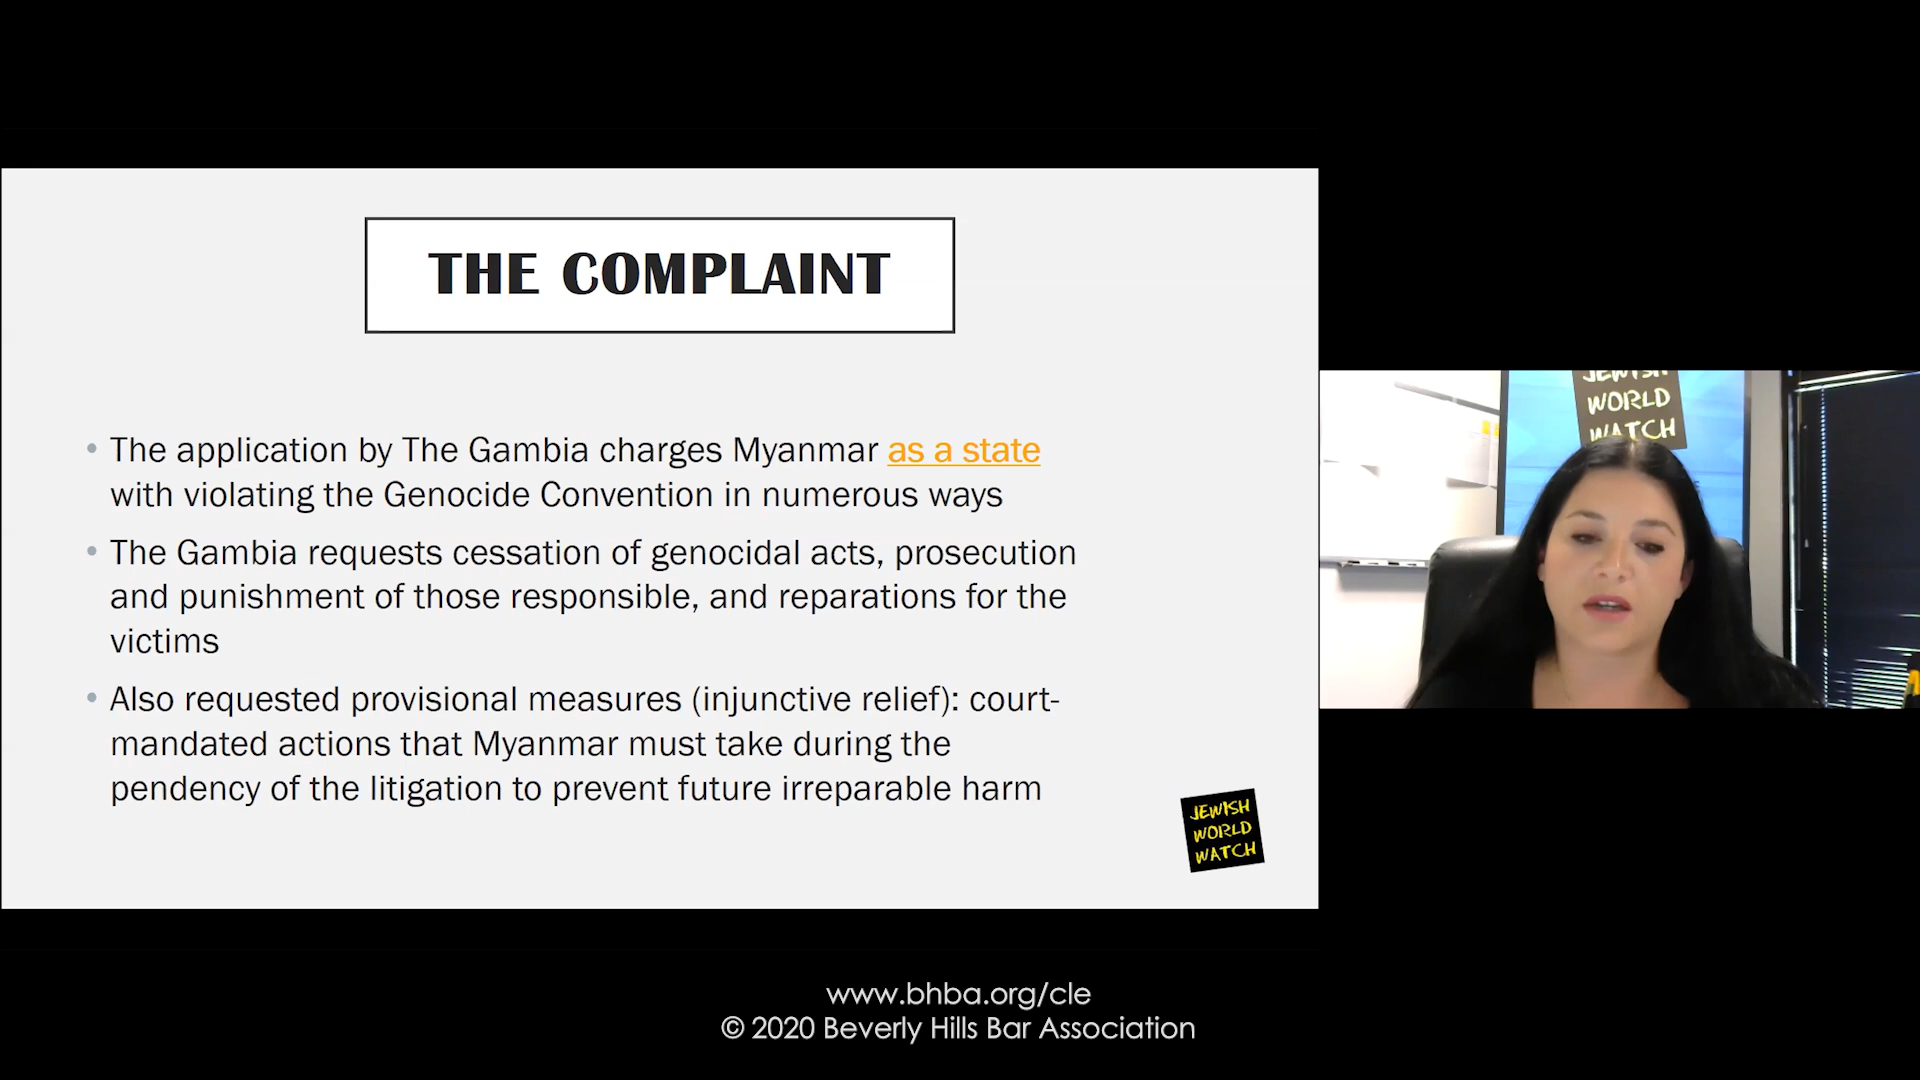 THE COMPLAINT
• The application by The Gambia charges Myanmar as a state
with violating the Genocide Convention in numerous ways
• The Gambia requests cessation of genocidal acts, prosecution
and punishment of those responsible, and reparations for the
victims
• Also requested provisional measures (injunctive relief): court-
mandated actions that Myanmar must take during the
pendency of the litigation to prevent future irreparable harm
JEWISH
WORLD
WATCH
JEWISH
WORLD
WATCH
www.bhba.org/cle
© 2020 Beverly Hills Bar Association